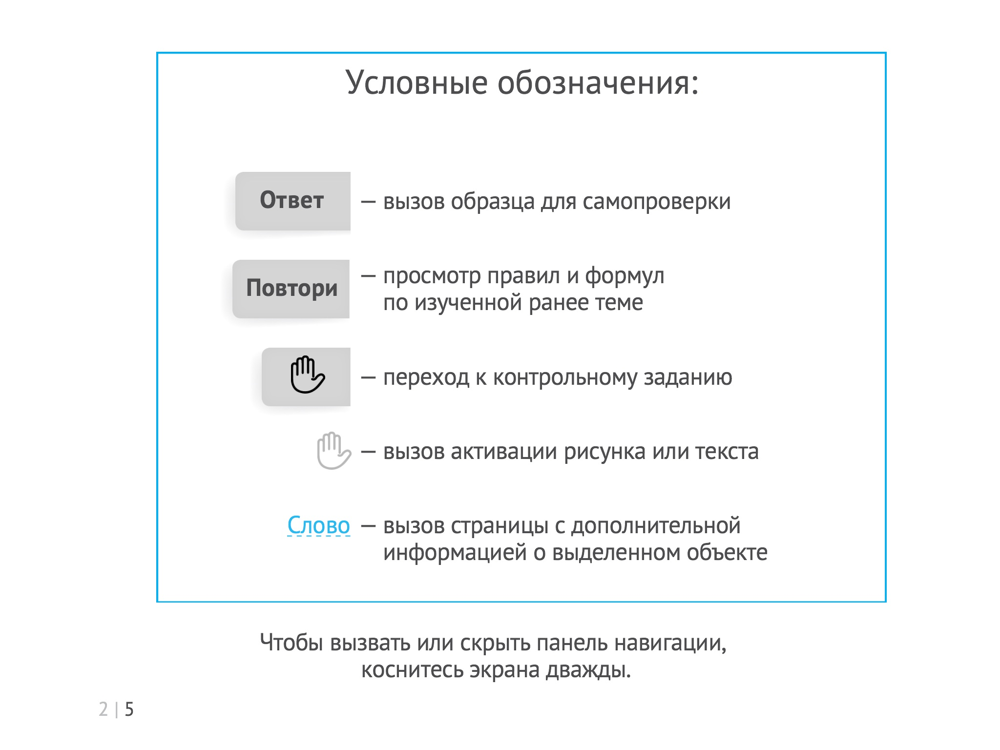 Условные обозначения:
Ответ — вызов образца для самопроверки
Повтори — просмотр правил и формул
по изученной ранее теме
— переход к контрольному заданию
— вызов активации рисунка или текста
Слово — вызов страницы с дополнительной
информацией о выделенном объекте
Чтобы вызвать или скрыть панель навигации,
коснитесь экрана дважды.
2 | 5